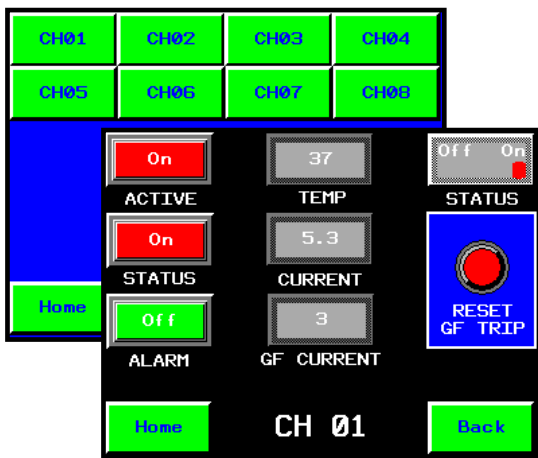 CH01 CH02 CH03 CH04
CH05 CH06 CH07 CH08
On 37 Off On
ACTIVE TEMP STATUS
On 5.3
STATUS CURRENT
Home
Off 3 RESET
GF TRIP
ALARM GF CURRENT
Home CH 01 Back